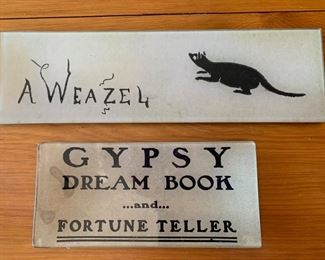 A WEAZEL
GYPSY
DREAM BOOK
...and...
FORTUNE TELLER